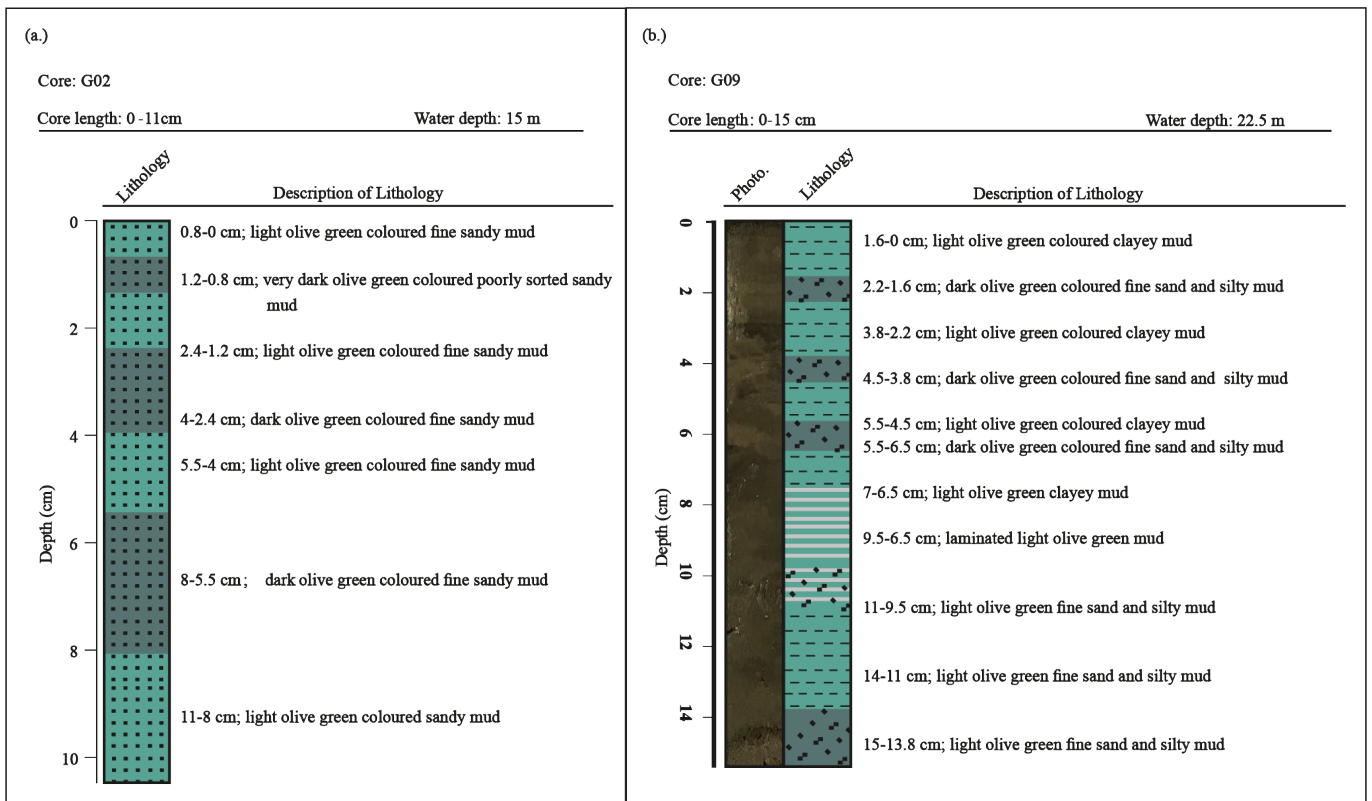 (a.)
Core: G02
Core length: 0 -11cm Water depth: 15 m
Lithology
Description of Lithology
0
2
4
6
8
10
Depth (cm)
0.8-0 cm; light olive green coloured fine sandy mud
1.2-0.8 cm; very dark olive green coloured poorly sorted sandy
mud
2.4-1.2 cm; light olive green coloured fine sandy mud
4-2.4 cm; dark olive green coloured fine sandy mud
5.5-4 cm; light olive green coloured fine sandy mud
8-5.5 cm; dark olive green coloured fine sandy mud
11-8 cm; light olive green coloured sandy mud
(b.)
Core: G09
Core length: 0-15 cm Water depth: 22.5 m
Photo.
Lithology
Description of Lithology
0
2
4
6
8
10
12
14
Depth (cm)
1.6-0 cm; light olive green coloured clayey mud
2.2-1.6 cm; dark olive green coloured fine sand and silty mud
3.8-2.2 cm; light olive green coloured clayey mud
4.5-3.8 cm; dark olive green coloured fine sand and silty mud
5.5-4.5 cm; light olive green coloured clayey mud
5.5-6.5 cm; dark olive green coloured fine sand and silty mud
7-6.5 cm; light olive green clayey mud
9.5-6.5 cm; laminated light olive green mud
11-9.5 cm; light olive green fine sand and silty mud
14-11 cm; light olive green fine sand and silty mud
15-13.8 cm; light olive green fine sand and silty mud